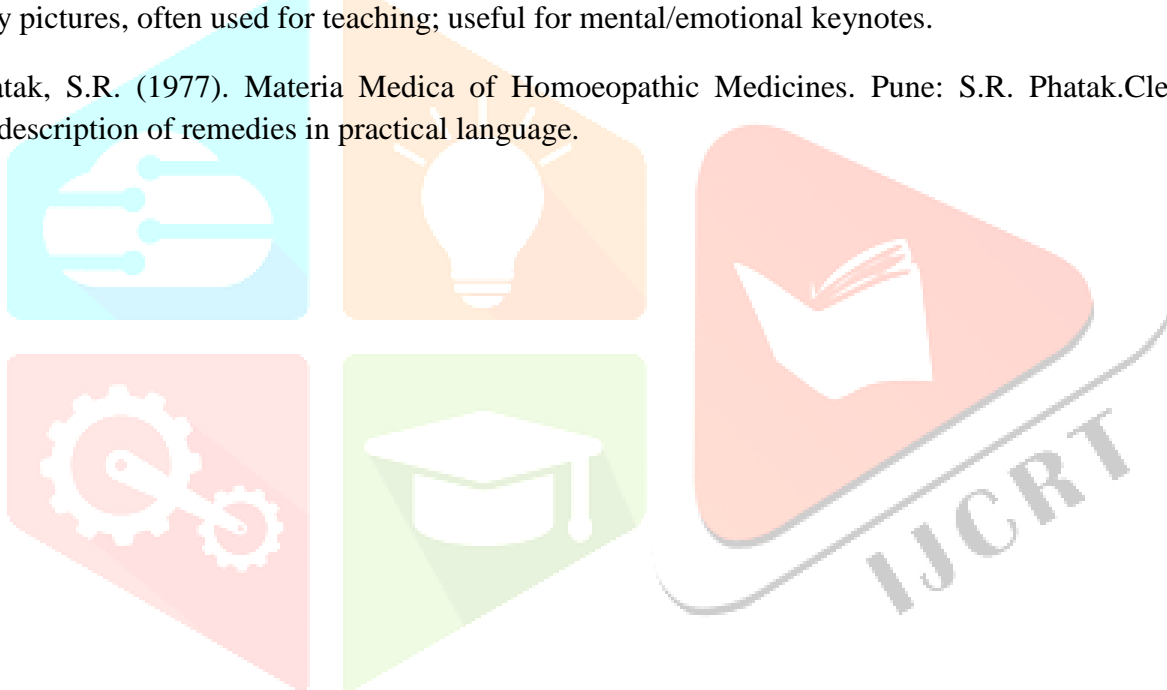 y pictures, often used for teaching; useful for mental/emotional keynotes.
atak, S.R. (1977). Materia Medica of Homoeopathic Medicines. Pune: S.R. Phatak.Cle
description of remedies in practical language.
IJCRT